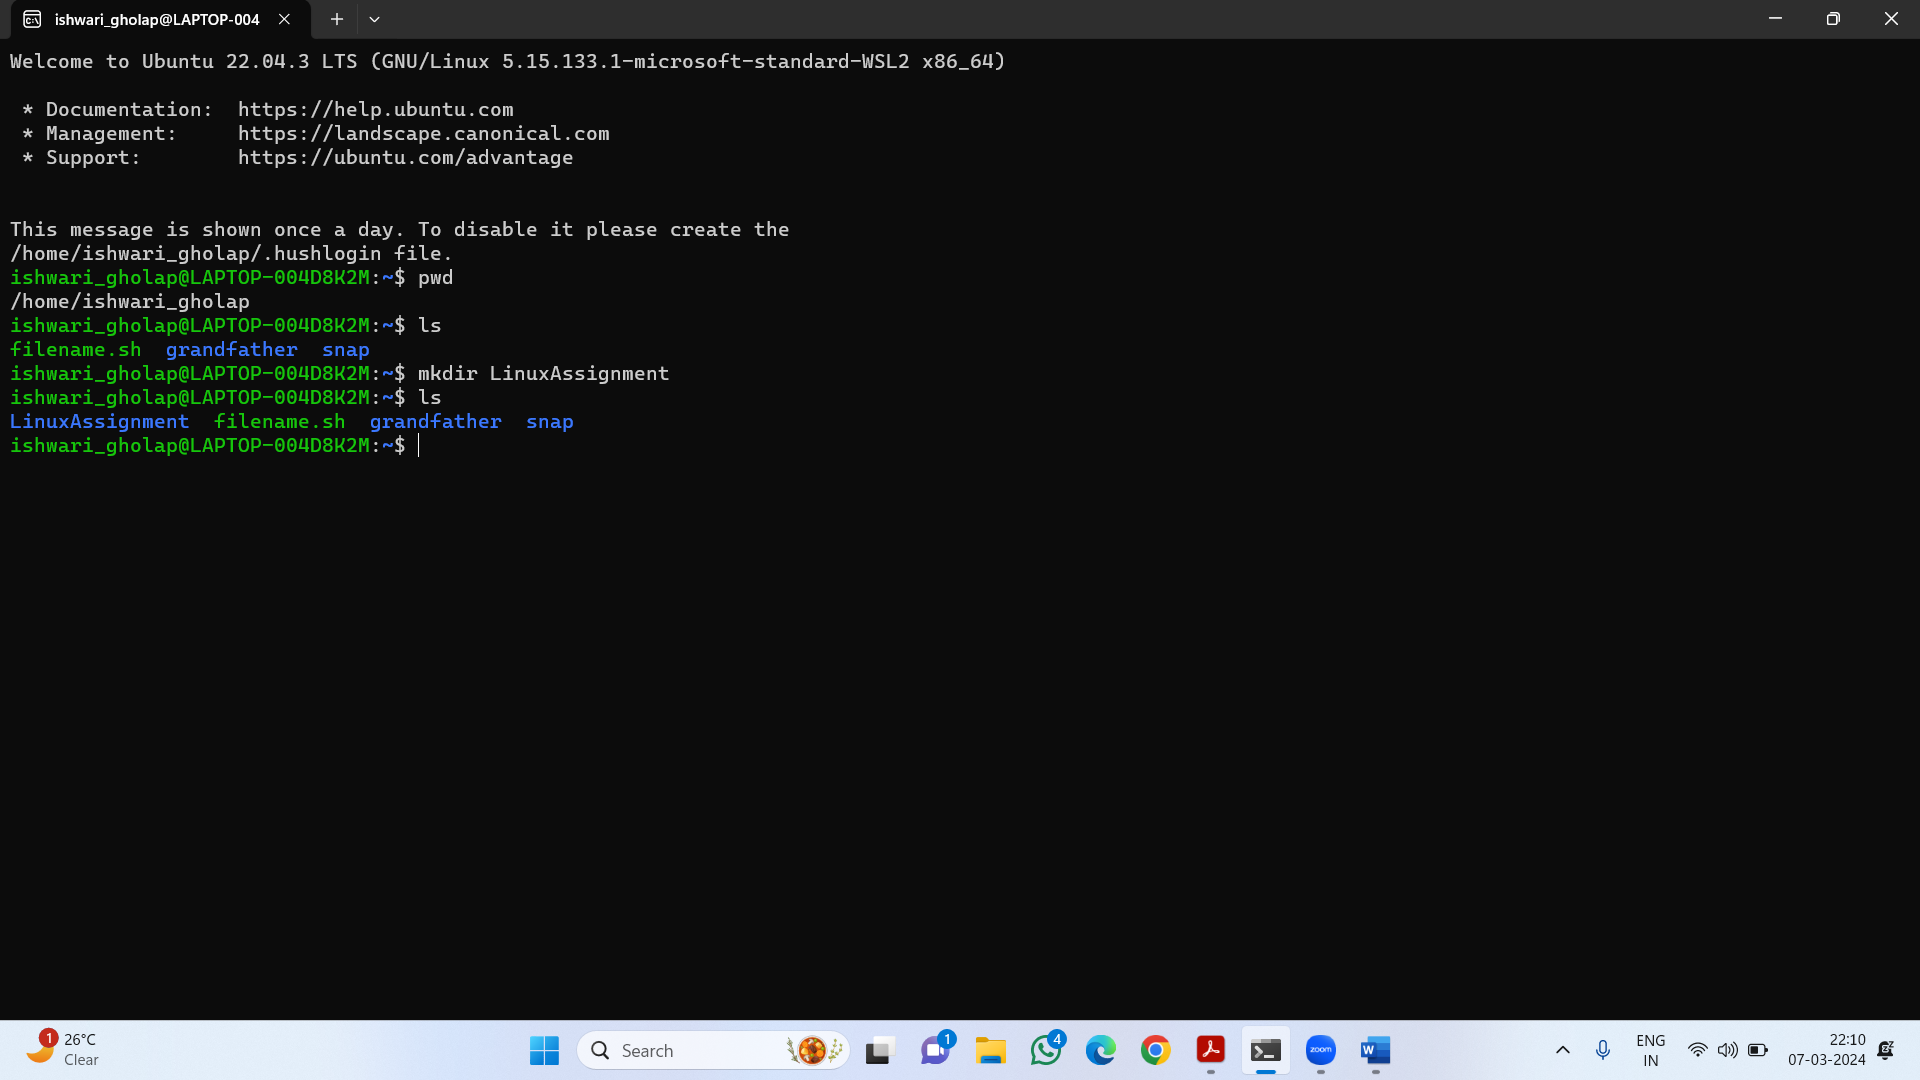 ishwari_gholap@LAPTOP-004
Welcome to Ubuntu 22.04.3 LTS (GNU/Linux 5.15.133.1-microsoft-standard-WSL2 x86_64)
* Documentation:  https://help.ubuntu.com
* Management:     https://landscape.canonical.com
* Support:        https://ubuntu.com/advantage
This message is shown once a day. To disable it please create the
/home/ishwari_gholap/.hushlogin file.
ishwari_gholap@LAPTOP-004D8K2M:~$ pwd
/home/ishwari_gholap
ishwari_gholap@LAPTOP-004D8K2M:~$ ls
filename.sh  grandfather  snap
ishwari_gholap@LAPTOP-004D8K2M:~$ mkdir LinuxAssignment
ishwari_gholap@LAPTOP-004D8K2M:~$ ls
LinuxAssignment  filename.sh  grandfather  snap
ishwari_gholap@LAPTOP-004D8K2M:~$
1 26°C
Clear
Search
1
4
zoom
W
ENG
IN
22:10
07-03-2024